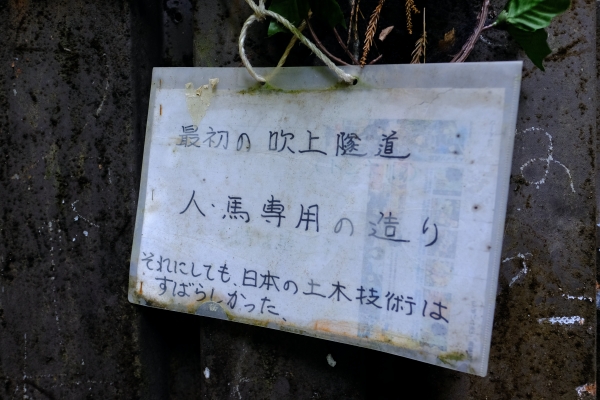 最初の 吹上隧道
人・馬専用の造り
それにしても、日本の土木技術は
すばらしかった、